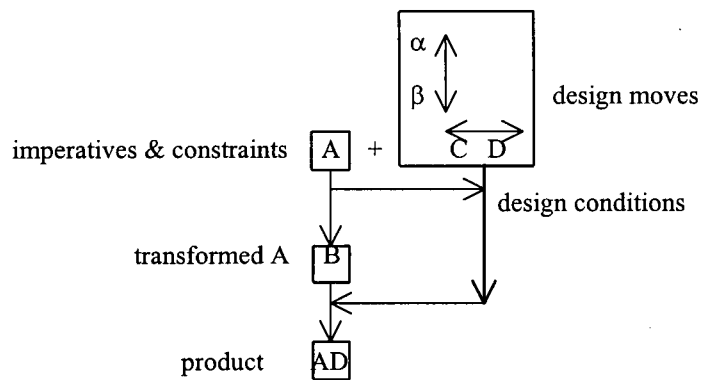 α
β
design moves
imperatives & constraints A + C D
design conditions
transformed A B
product AD